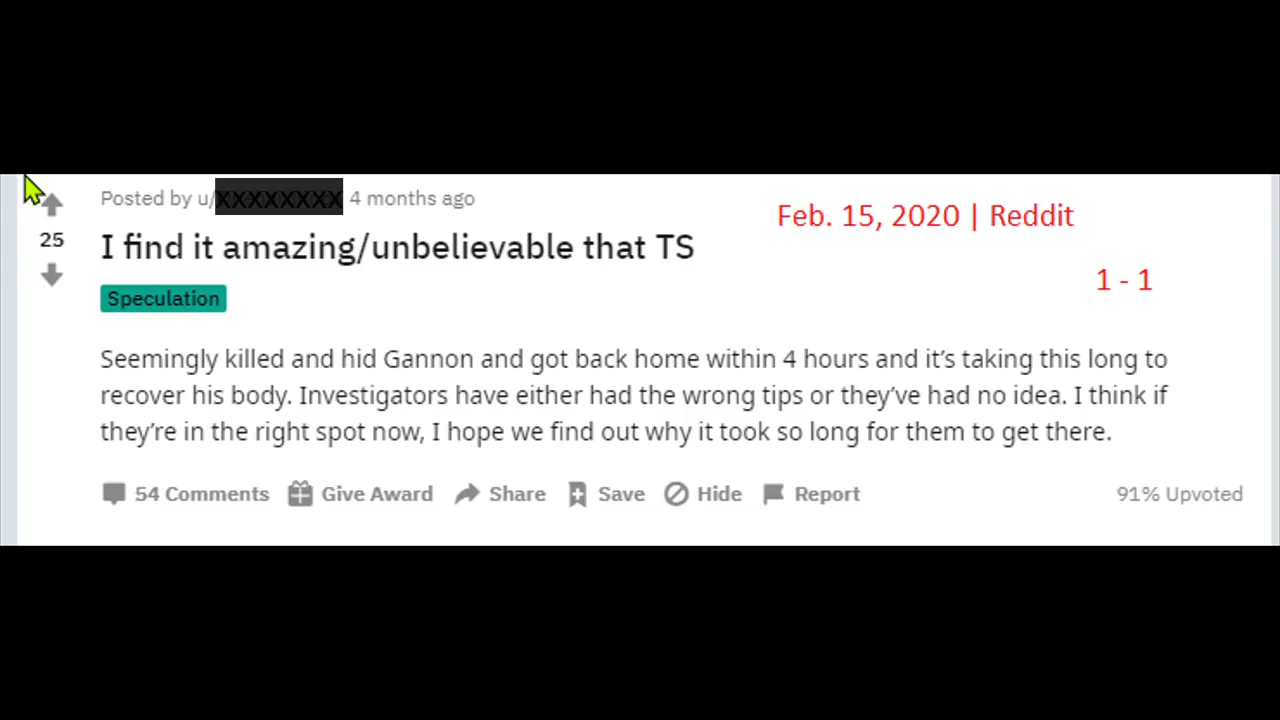 Posted by u/XXXXXXXX 4 months ago
Feb. 15, 2020 | Reddit
25
I find it amazing/unbelievable that TS
1 - 1
Speculation
Seemingly killed and hid Gannon and got back home within 4 hours and it's taking this long to
recover his body. Investigators have either had the wrong tips or they've had no idea. I think if
they're in the right spot now, I hope we find out why it took so long for them to get there.
54 Comments Give Award Share Save Hide Report 91% Upvoted